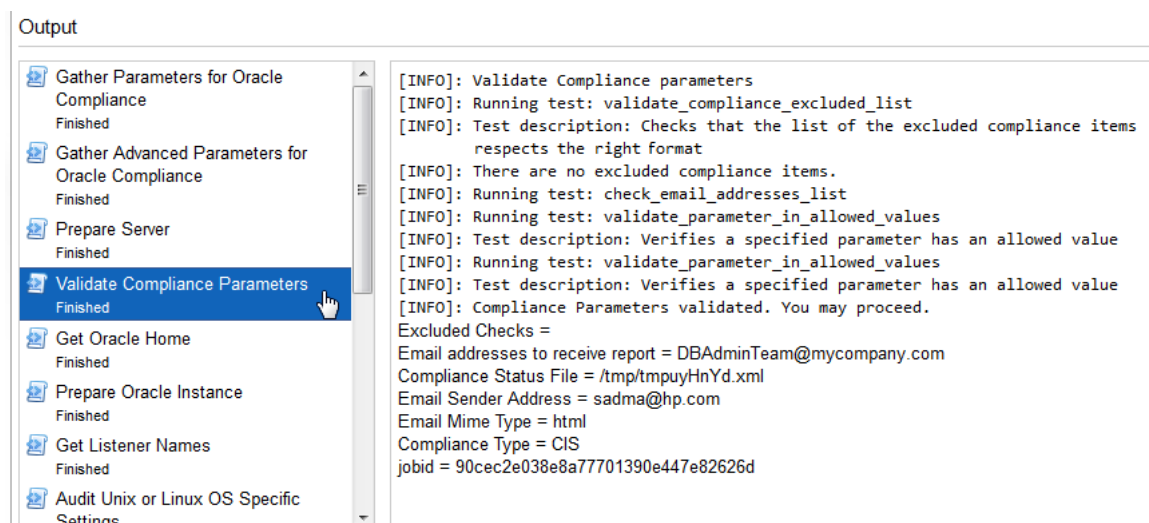 Output
Gather Parameters for Oracle
Compliance
Finished
Gather Advanced Parameters for
Oracle Compliance
Finished
Prepare Server
Finished
Validate Compliance Parameters
Finished
Get Oracle Home
Finished
Prepare Oracle Instance
Finished
Get Listener Names
Finished
Audit Unix or Linux OS Specific
Settings
[INFO]: Validate Compliance parameters
[INFO]: Running test: validate_compliance_excluded_list
[INFO]: Test description: Checks that the list of the excluded compliance items
respects the right format
[INFO]: There are no excluded compliance items.
[INFO]: Running test: check_email_addresses_list
[INFO]: Running test: validate_parameter_in_allowed_values
[INFO]: Test description: Verifies a specified parameter has an allowed value
[INFO]: Running test: validate_parameter_in_allowed_values
[INFO]: Test description: Verifies a specified parameter has an allowed value
[INFO]: Compliance Parameters validated. You may proceed.
Excluded Checks =
Email addresses to receive report = DBAdminTeam@mycompany.com
Compliance Status File = /tmp/tmpuyHnYd.xml
Email Sender Address = sadma@hp.com
Email Mime Type = html
Compliance Type = CIS
jobid = 90cec2e038e8a77701390e447e82626d